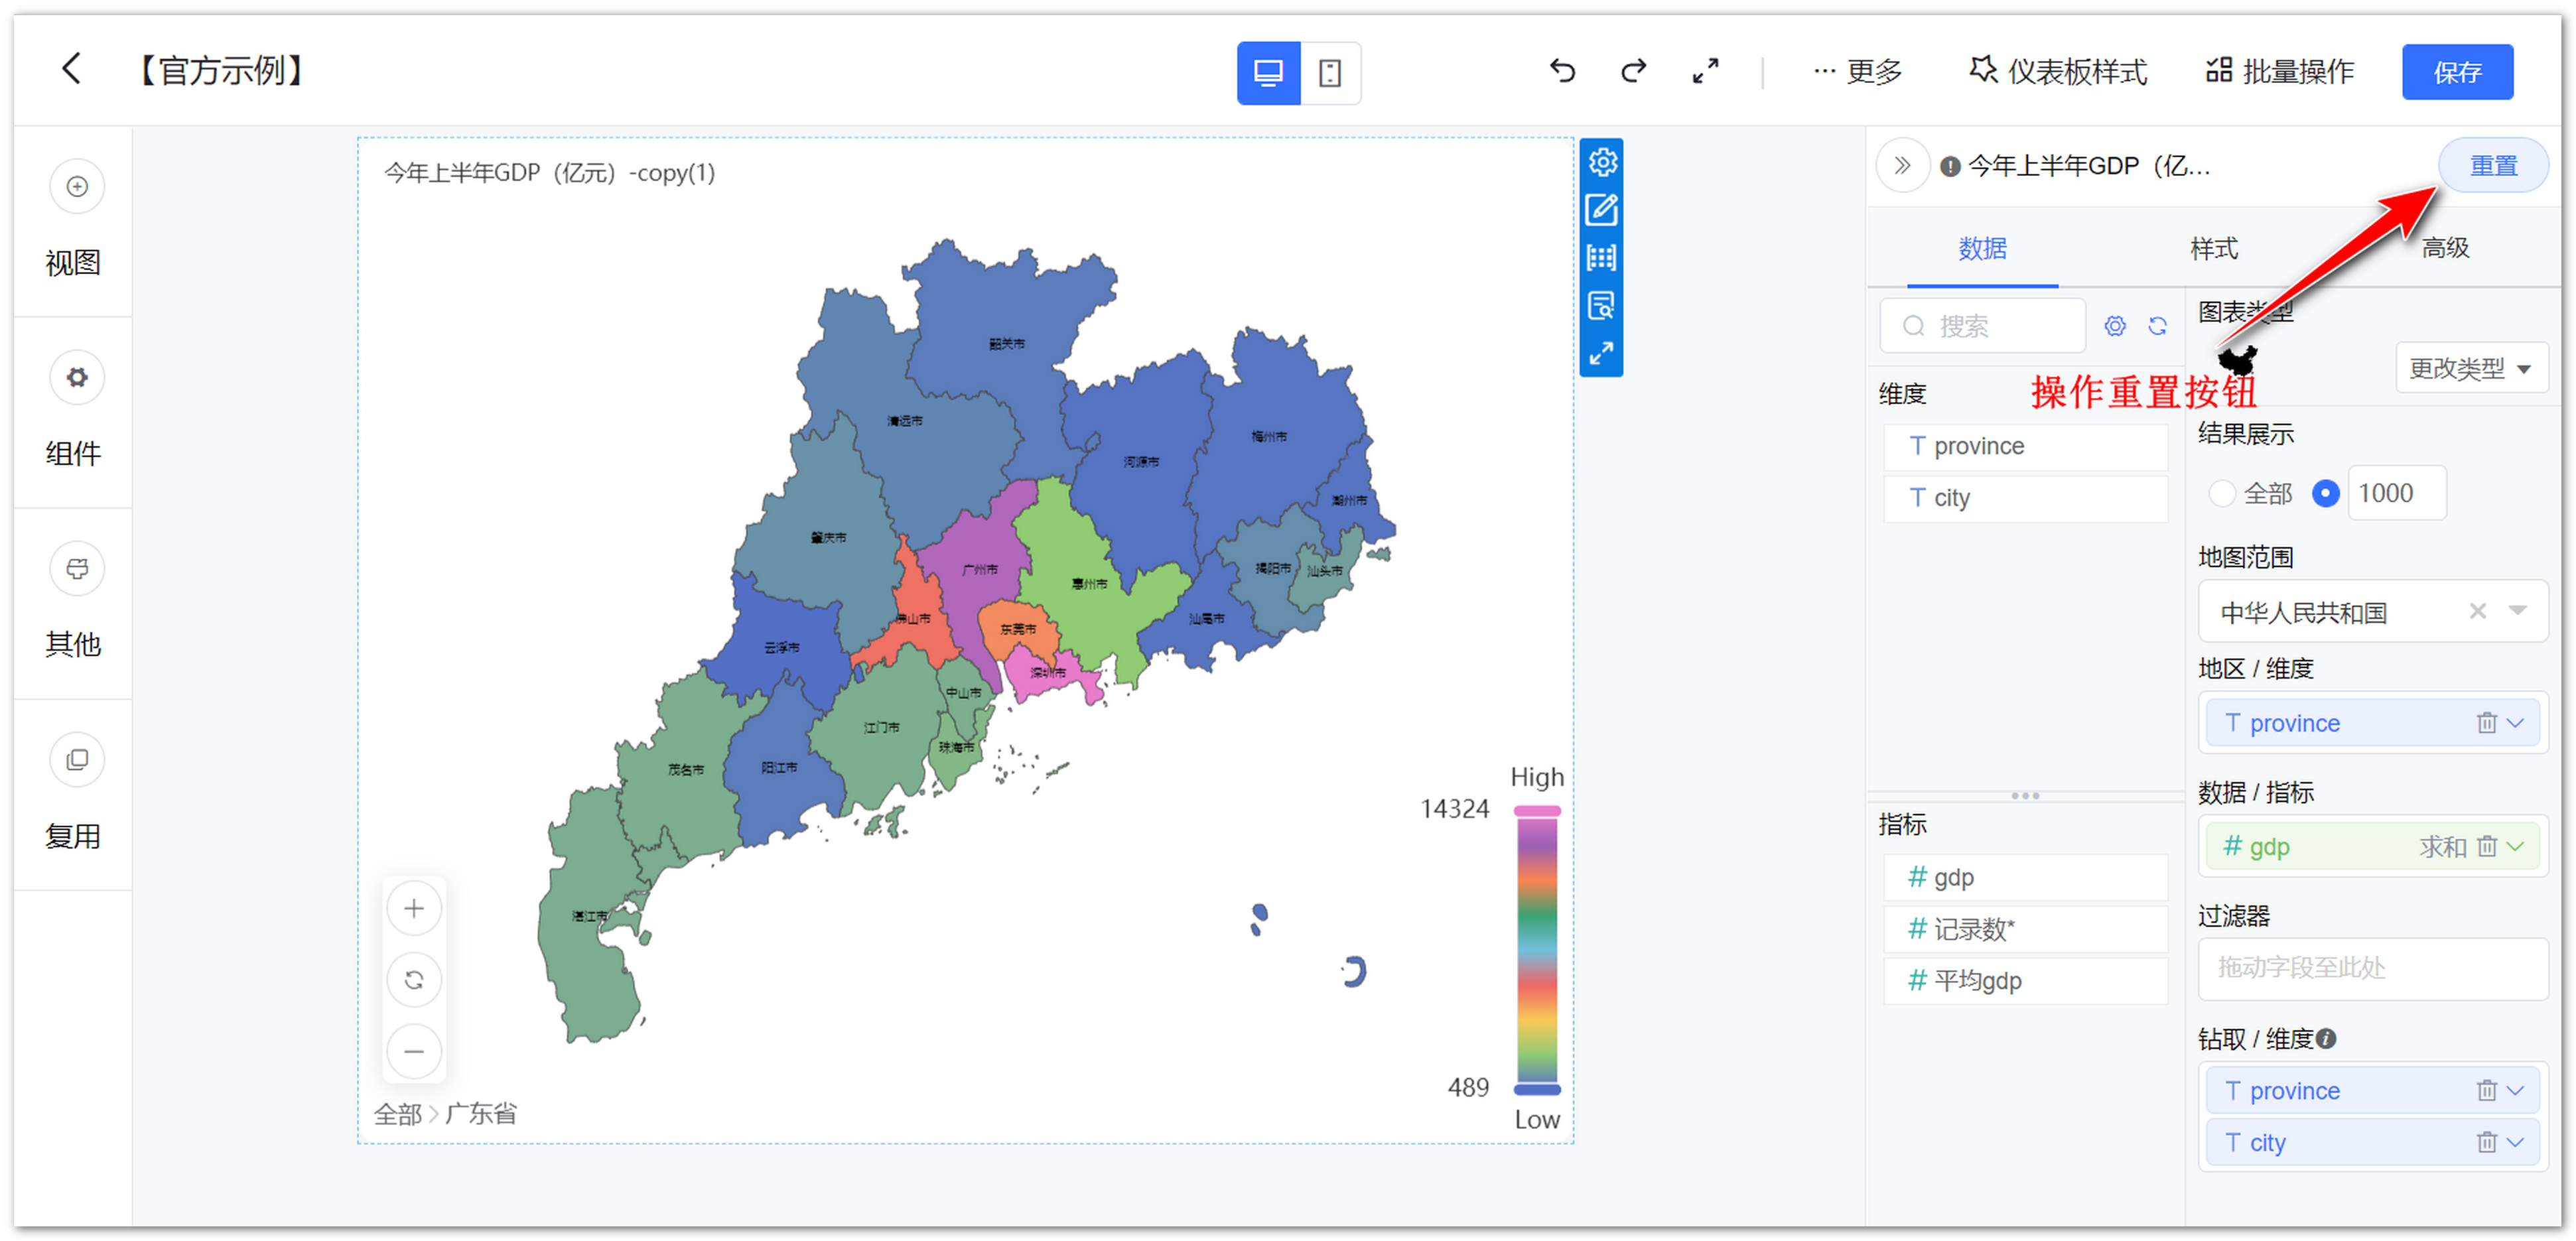 【官方示例】
更多
仪表板样式
批量操作
保存
视图
组件
其他
复用
今年上半年GDP（亿元）-copy(1)
韶关市
清远市
河源市
梅州市
潮州市
肇庆市
广州市
惠州市
揭阳市
汕头市
佛山市
东莞市
汕尾市
云浮市
深圳市
中山市
江门市
珠海市
茂名市
阳江市
湛江市
High
14324
489
Low
全部 > 广东省
今年上半年GDP（亿...
重置
数据
样式
高级
搜索
维度
T province
T city
操作重置按钮
指标
# gdp
# 记录数*
# 平均gdp
图表类型
更改类型
结果展示
全部
1000
地图范围
中华人民共和国
地区 / 维度
T province
数据 / 指标
# gdp 求和
过滤器
拖动字段至此处
钻取 / 维度
T province
T city